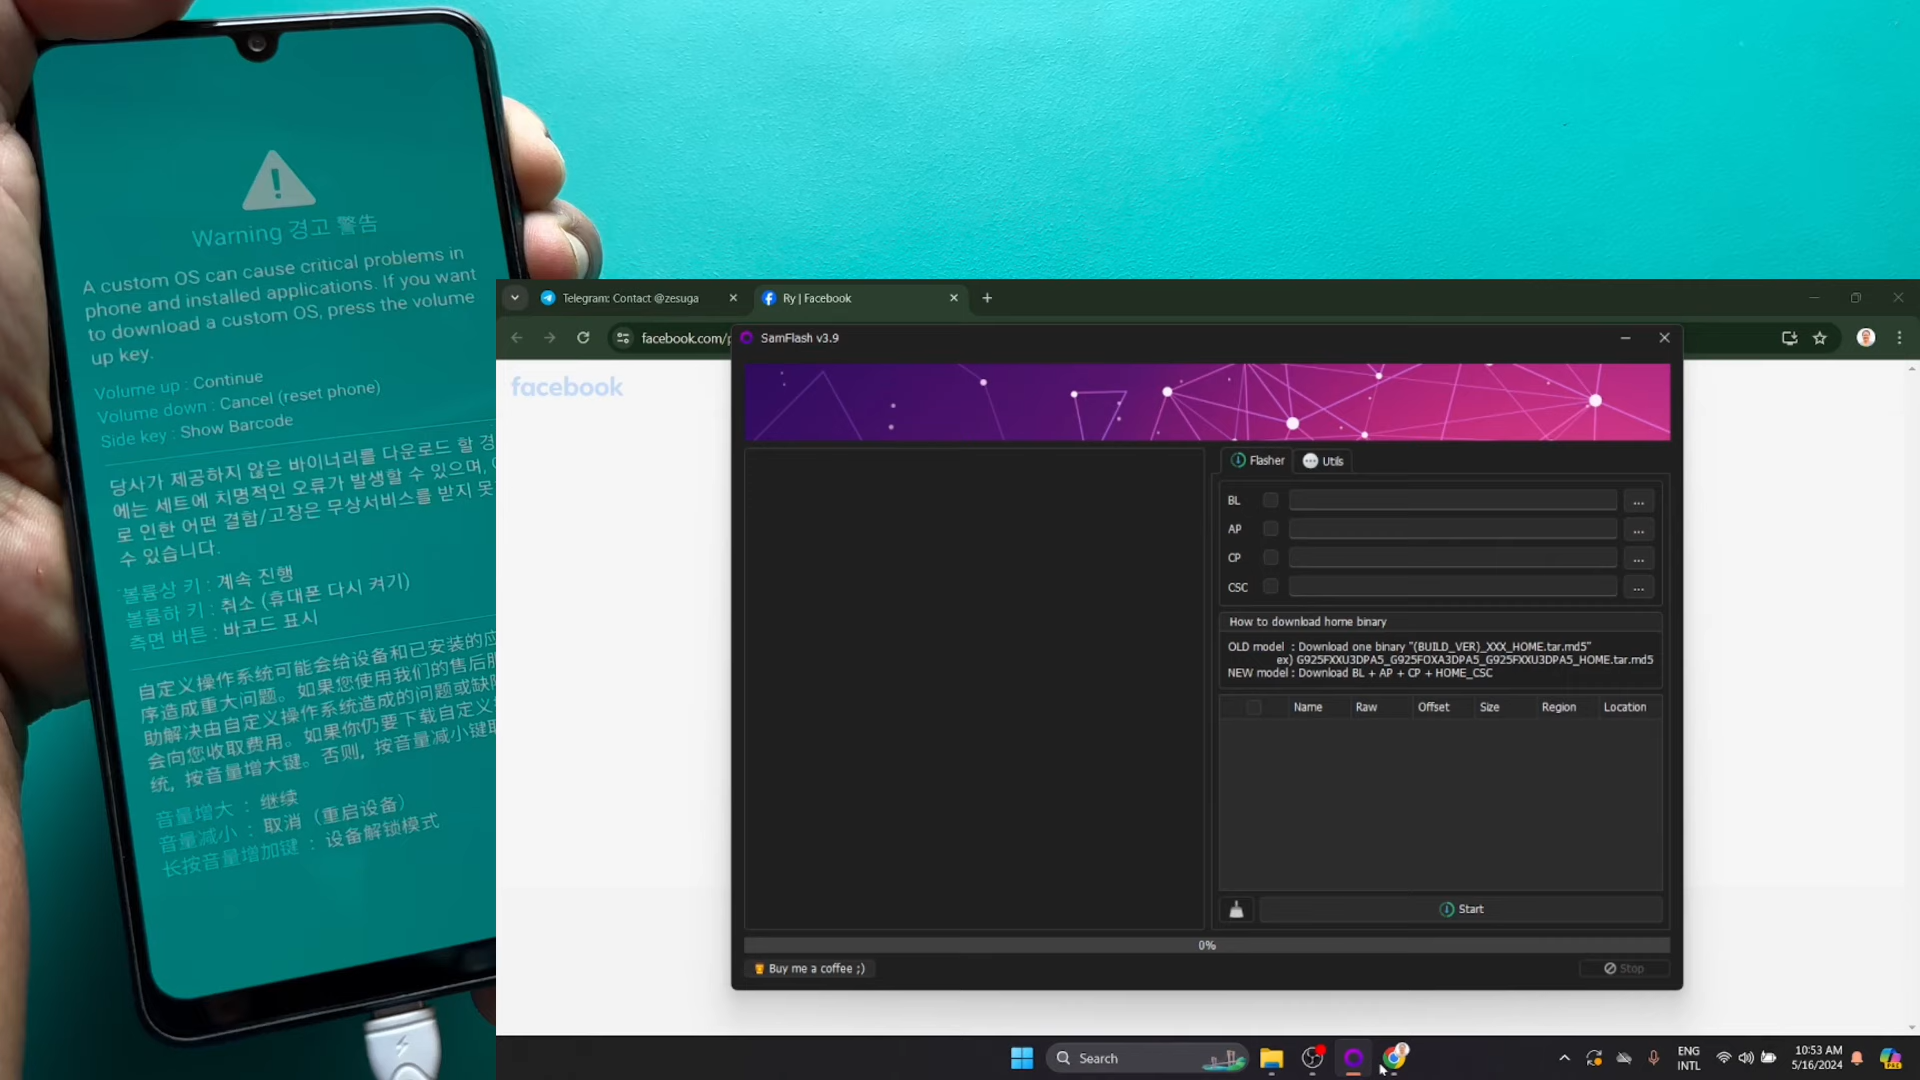 Warning 경고 警告
A custom OS can cause critical problems in
phone and installed applications. If you want
to download a custom OS, press the volume
up key.
Volume up : Continue
Volume down : Cancel (reset phone)
Side key : Show Barcode
당사가 제공하지 않은 바이너리를 다운로드 할 경
에는 세트에 치명적인 오류가 발생할 수 있으며,
로 인한 어떤 결함/고장은 무상서비스를 받지 못
수 있습니다.
볼륨상 키 : 계속 진행
볼륨하 키 : 취소 (휴대폰 다시 켜기)
측면 버튼 : 바코드 표시
自定义操作系统可能会给设备和已安装的应
序造成重大问题。如果您使用我们的售后服
助解决由自定义操作系统造成的问题或缺陷
会向您收取费用。如果你仍要下载自定义
统, 按音量增大键。否则, 按音量减小键取
音量增大 : 继续
音量减小 : 取消 (重启设备)
长按音量增加键 : 设备解锁模式
Telegram: Contact @zesuga
Ry | Facebook
facebook.com/p
facebook
SamFlash v3.9
Flasher
Utils
BL
...
AP
...
CP
...
CSC
...
How to download home binary
OLD model : Download one binary "(BUILD_VER)_XXX_HOME.tar.md5"
ex) G925FXXU3DPA5_G925FOXA3DPA5_G925FXXU3DPA5_HOME.tar.md5
NEW model : Download BL + AP + CP + HOME_CSC
Name Raw Offset Size Region Location
Start
0%
Buy me a coffee ;)
Stop
Search
ENG
INTL
10:53 AM
5/16/2024
PRE